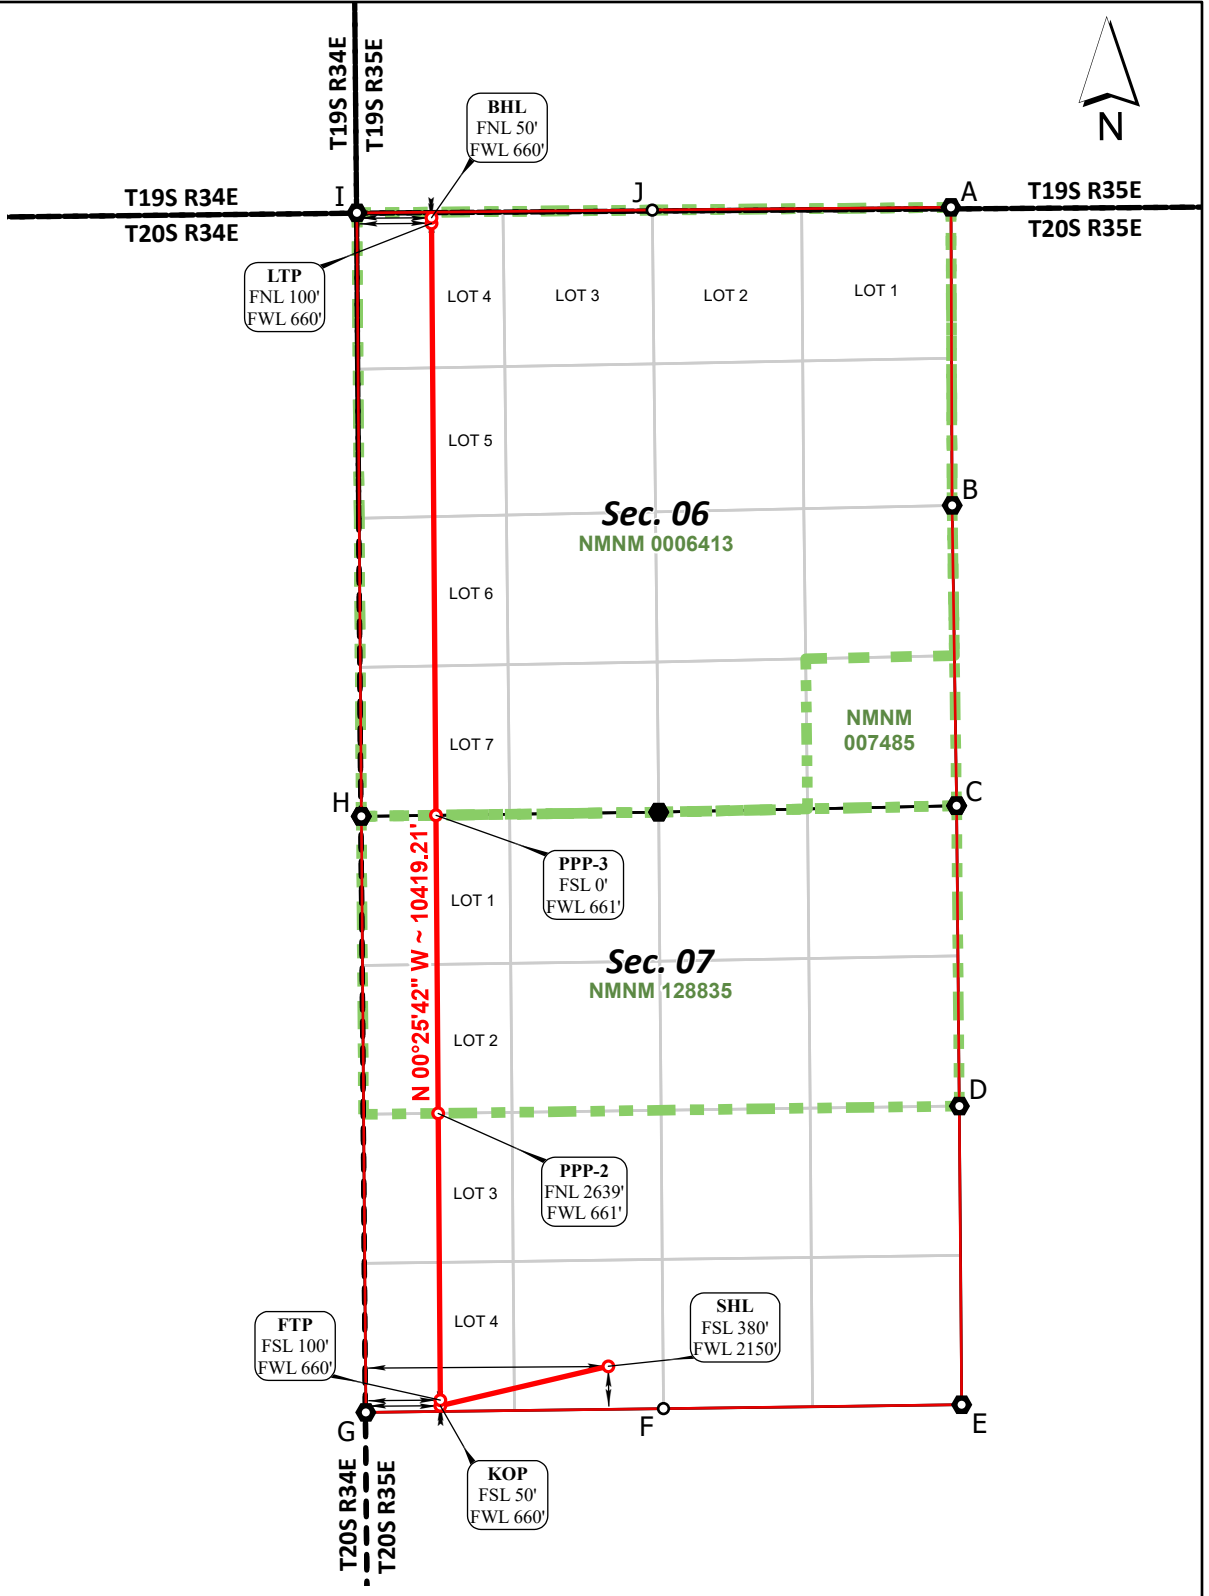 T19S R34E
T19S R35E
N
BHL
FNL 50'
FWL 660'
T19S R34E
I
J
A
T19S R35E
T20S R34E
T20S R35E
LTP
FNL 100'
FWL 660'
LOT 4
LOT 3
LOT 2
LOT 1
LOT 5
B
Sec. 06
NMNM 0006413
LOT 6
NMNM
007485
LOT 7
H
C
N 00°25'42" W ~ 10419.21'
PPP-3
FSL 0'
FWL 661'
LOT 1
Sec. 07
NMNM 128835
LOT 2
D
PPP-2
FNL 2639'
FWL 661'
LOT 3
FTP
FSL 100'
FWL 660'
LOT 4
SHL
FSL 380'
FWL 2150'
G
F
E
T20S R34E
T20S R35E
KOP
FSL 50'
FWL 660'